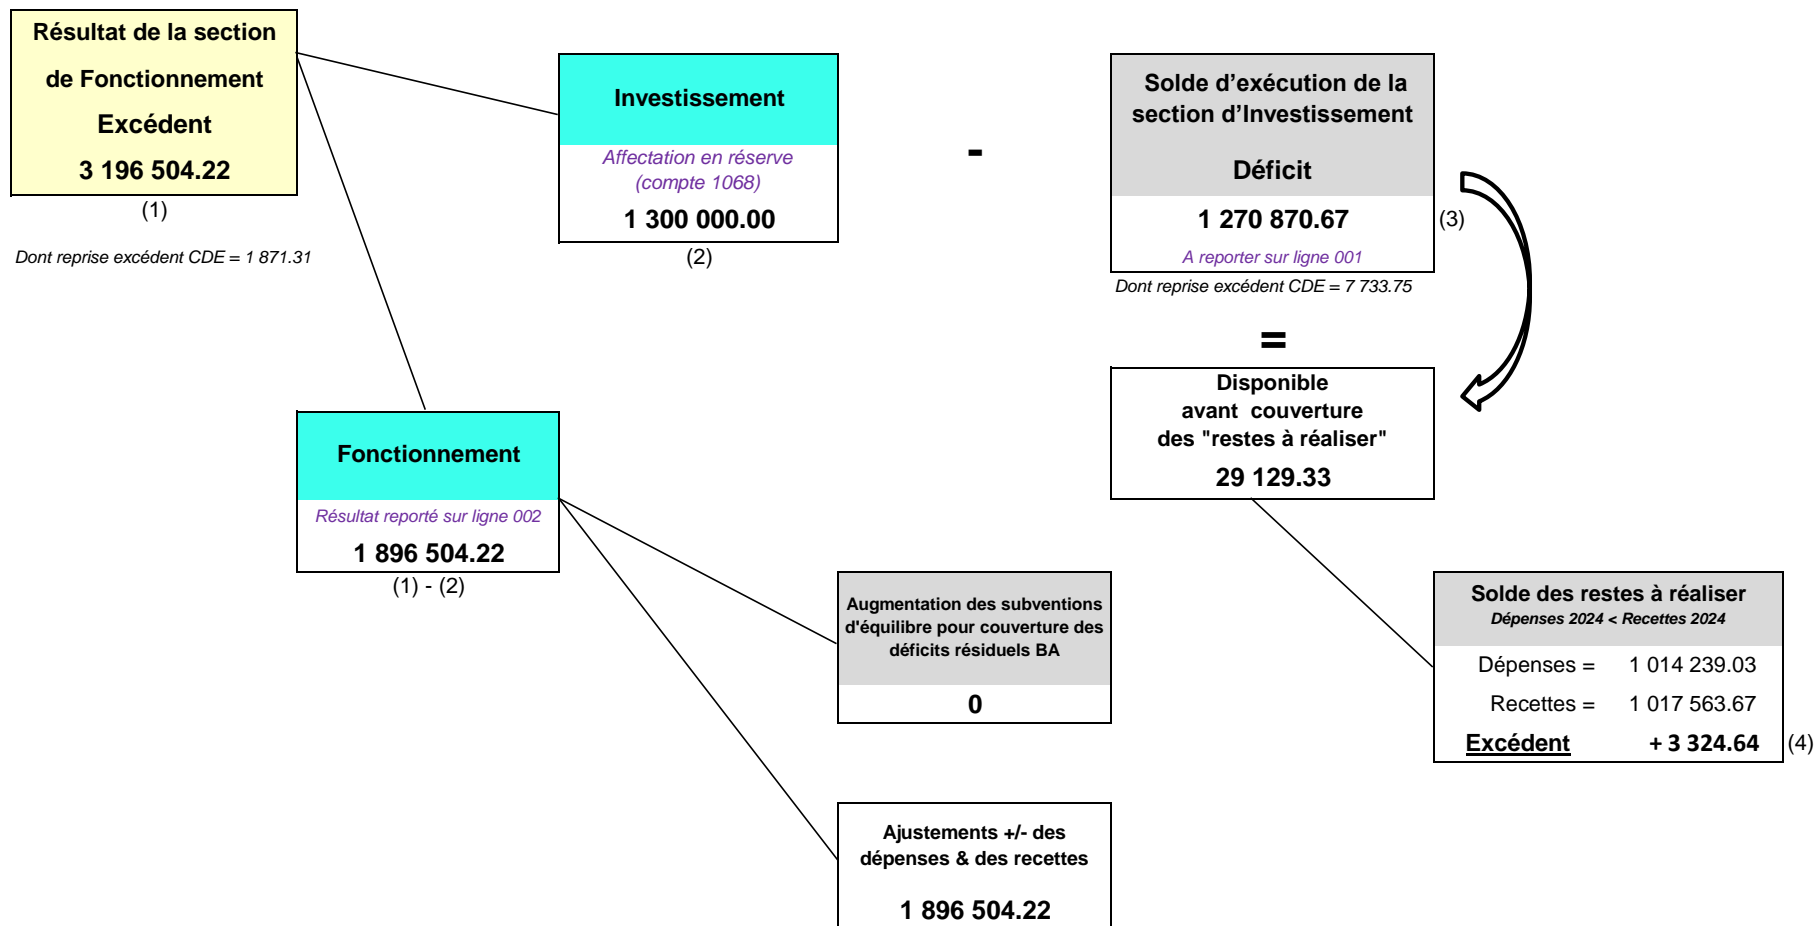 Résultat de la section
de Fonctionnement
Excédent
3 196 504.22
(1)
Dont reprise excédent CDE = 1 871.31
Investissement
Affectation en réserve
(compte 1068)
1 300 000.00
(2)
-
Solde d’exécution de la
section d’Investissement
Déficit
1 270 870.67
(3)
A reporter sur ligne 001
Dont reprise excédent CDE = 7 733.75
=
Disponible
avant couverture
des "restes à réaliser"
29 129.33
Fonctionnement
Résultat reporté sur ligne 002
1 896 504.22
(1) - (2)
Augmentation des subventions
d'équilibre pour couverture des
déficits résiduels BA
0
Solde des restes à réaliser
Dépenses 2024 < Recettes 2024
Dépenses = 1 014 239.03
Recettes = 1 017 563.67
Excédent + 3 324.64 (4)
Ajustements +/- des
dépenses & des recettes
1 896 504.22